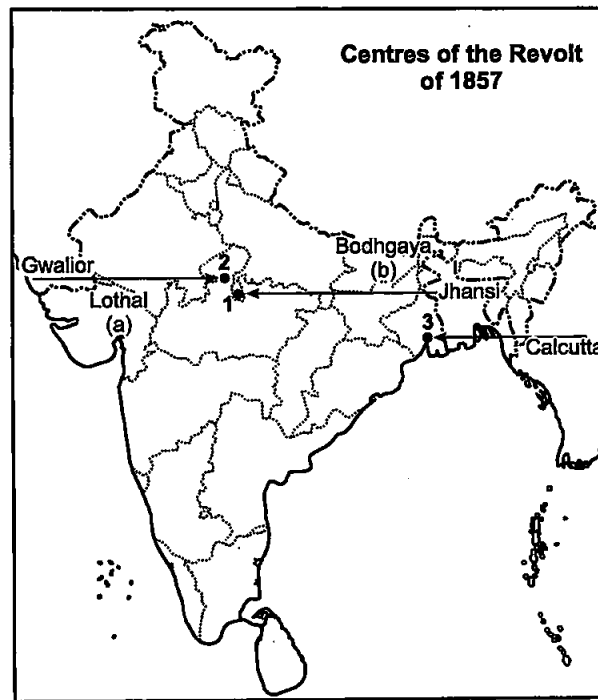 Centres of the Revolt
of 1857
Bodhgaya
(b)
2
Gwalior
1
Jhansi
Lothal
(a)
3
Calcutta